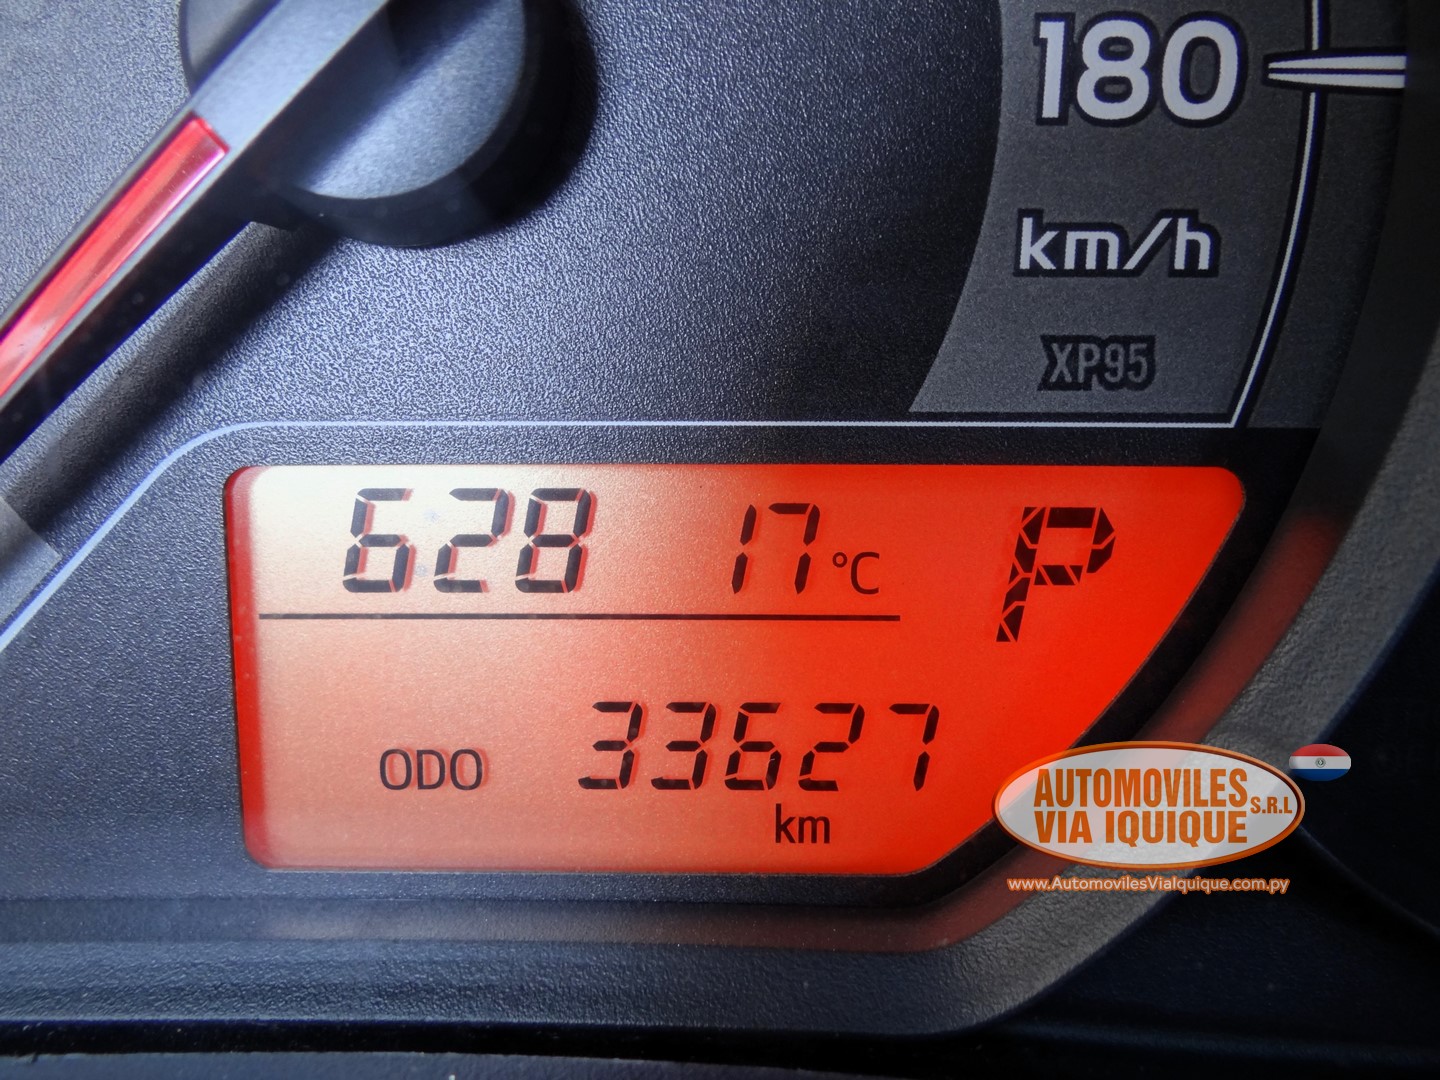 180
km/h
XP95
628 17°C P
ODO 33627
km
AUTOMOVILES
VIA IQUIQUE S.R.L
www.AutomovilesViaIquique.com.py